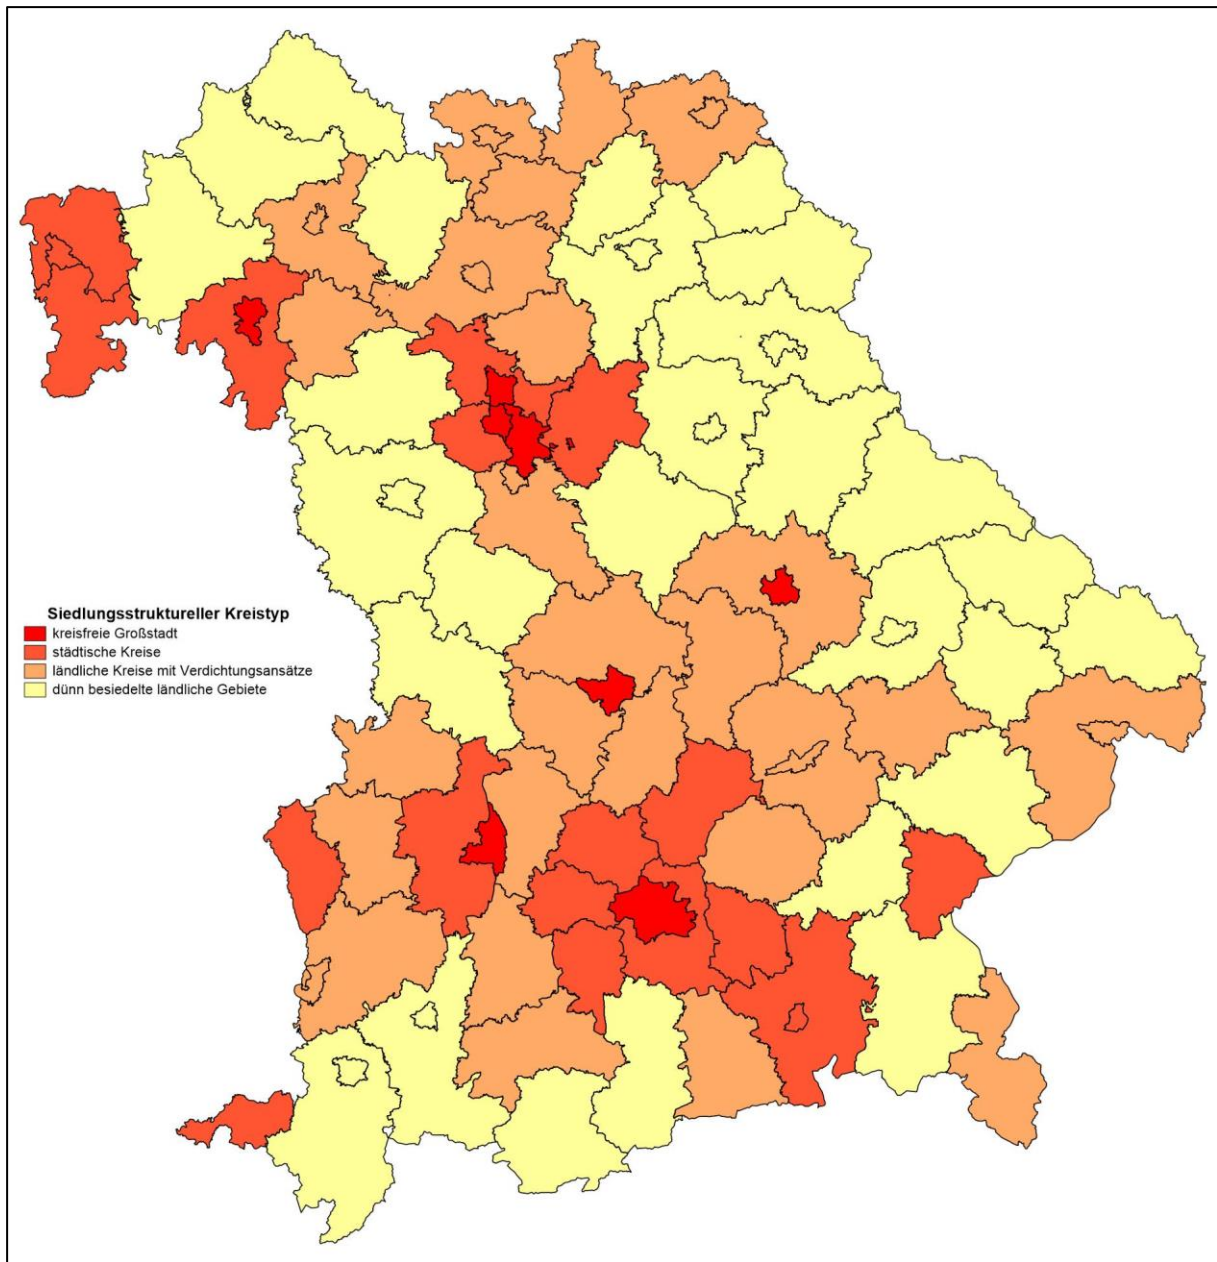 Siedlungsstruktureller Kreistyp
kreisfreie Großstadt
städtische Kreise
ländliche Kreise mit Verdichtungsansätze
dünn besiedelte ländliche Gebiete